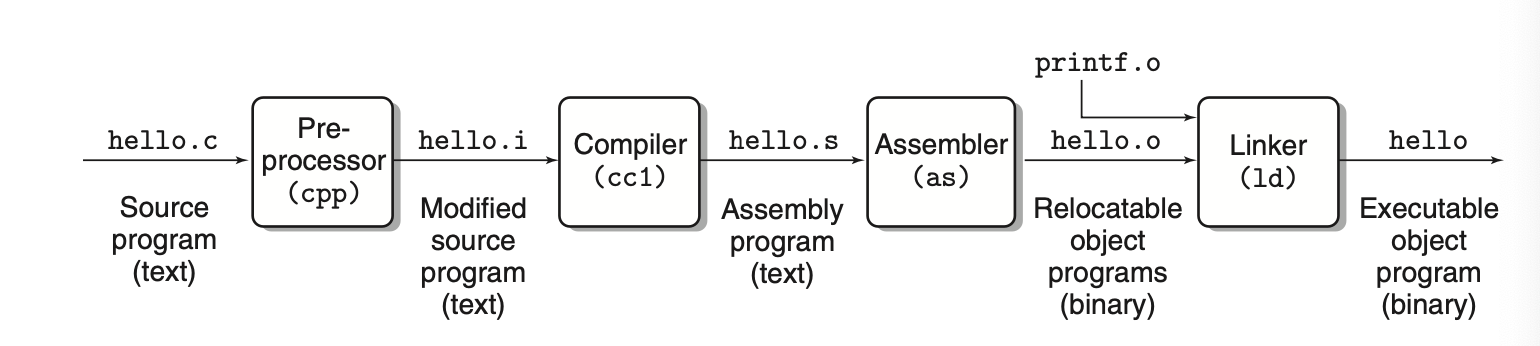 printf.o
hello.c
Pre-
processor
(cpp)
hello.i
Compiler
(cc1)
hello.s
Assembler
(as)
hello.o
Linker
(ld)
hello
Source
program
(text)
Modified
source
program
(text)
Assembly
program
(text)
Relocatable
object
programs
(binary)
Executable
object
program
(binary)